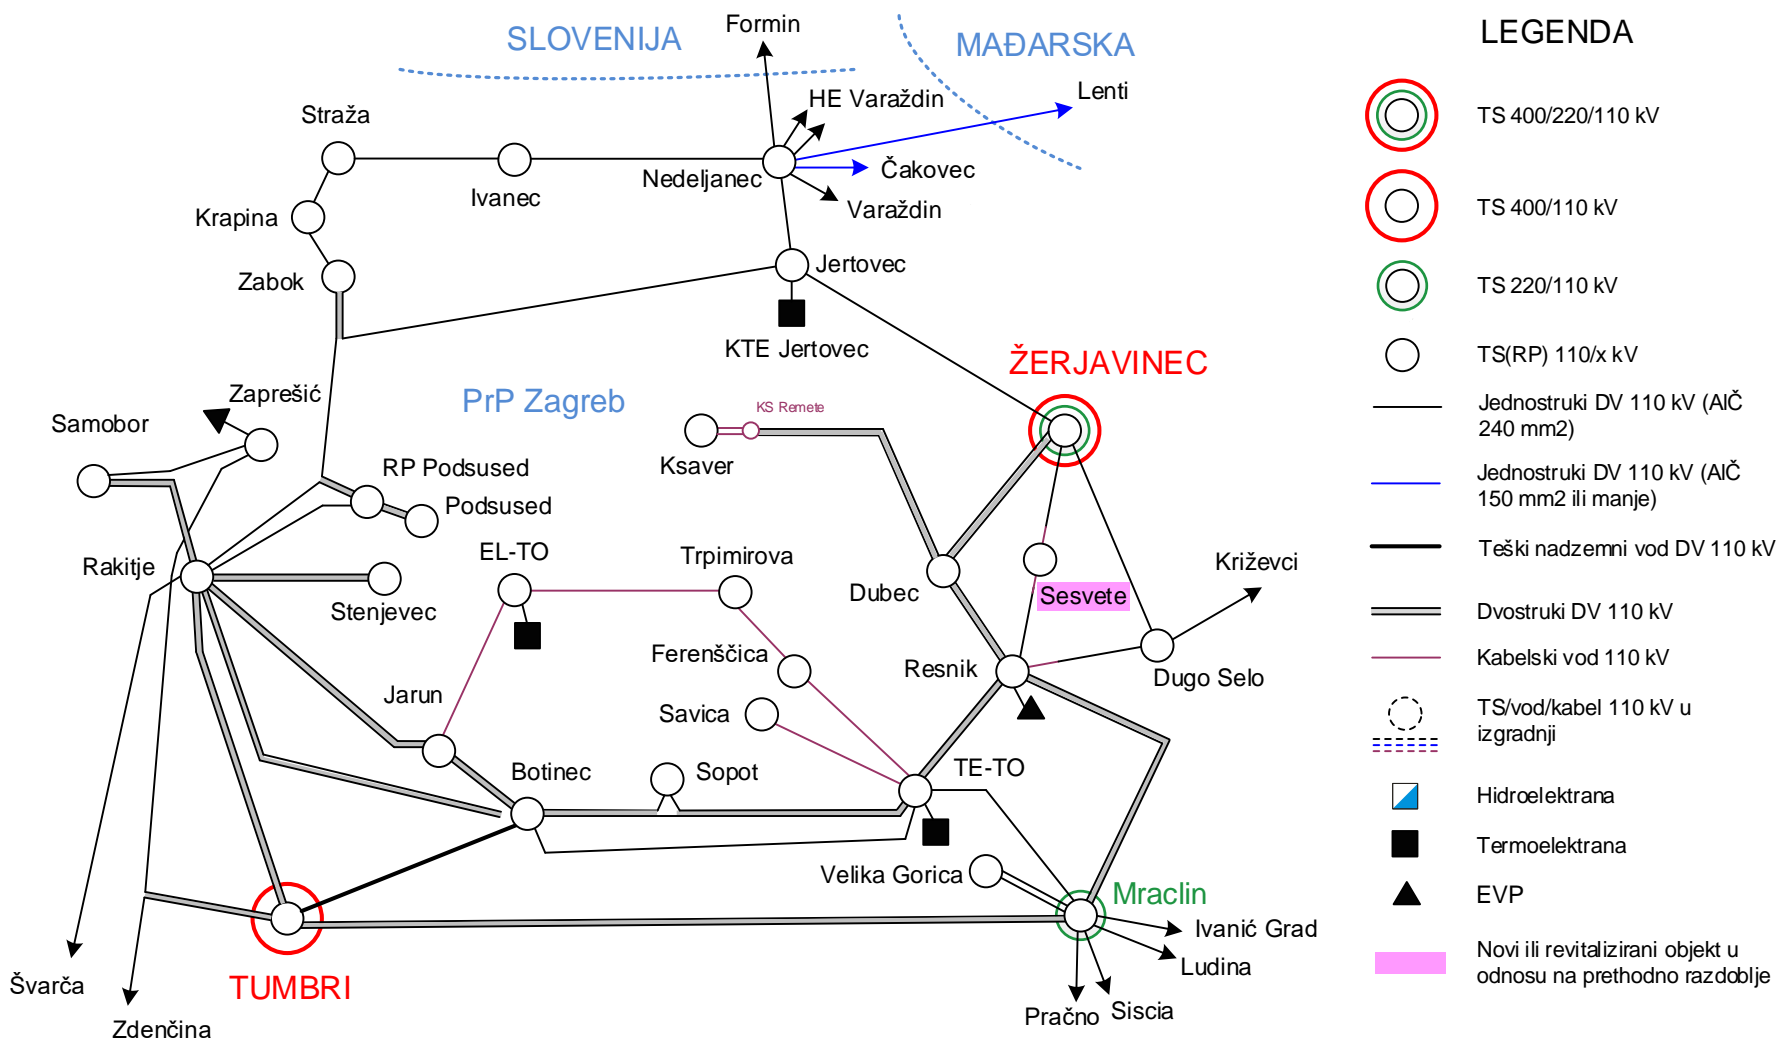 Formin
SLOVENIJA
MAĐARSKA
HE Varaždin
Lenti
Straža
Nedeljanec
Čakovec
Ivanec
Varaždin
Krapina
Zabok
Jertovec
KTE Jertovec
ŽERJAVINEC
Zaprešić
PrP Zagreb
KS Remete
Samobor
Ksaver
RP Podsused
Podsused
EL-TO
Trpimirova
Rakitje
Dubec
Križevci
Stenjevec
Sesvete
Ferenščica
Resnik
Dugo Selo
Jarun
Savica
Botinec
Sopot
TE-TO
Velika Gorica
Mraclin
Ivanić Grad
Ludina
Švarča
TUMBRI
Pračno
Siscia
Zdenčina
LEGENDA
TS 400/220/110 kV
TS 400/110 kV
TS 220/110 kV
TS(RP) 110/x kV
Jednostruki DV 110 kV (AlČ
240 mm2)
Jednostruki DV 110 kV (AlČ
150 mm2 ili manje)
Teški nadzemni vod DV 110 kV
Dvostruki DV 110 kV
Kabelski vod 110 kV
TS/vod/kabel 110 kV u
izgradnji
Hidroelektrana
Termoelektrana
EVP
Novi ili revitalizirani objekt u
odnosu na prethodno razdoblje